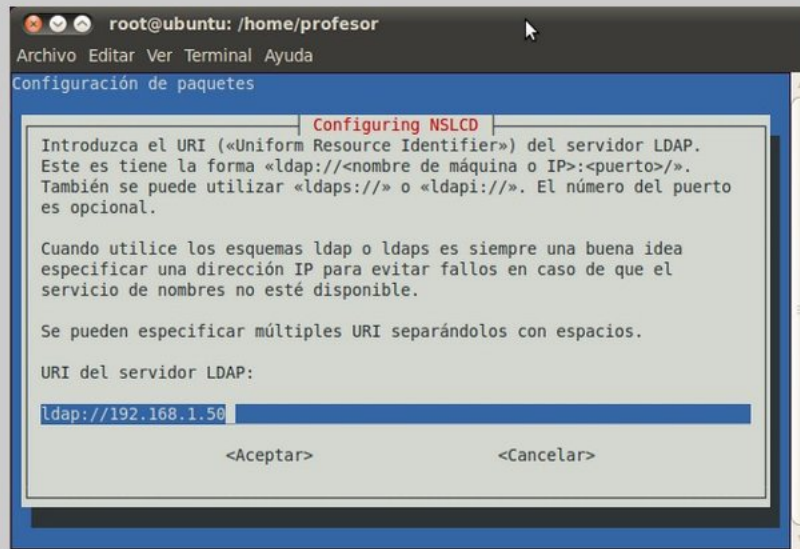 root@ubuntu: /home/profesor
Archivo Editar Ver Terminal Ayuda
Configuración de paquetes
Configuring NSLCD
Introduzca el URI («Uniform Resource Identifier») del servidor LDAP.
Este es tiene la forma «ldap://<nombre de máquina o IP>:<puerto>/».
También se puede utilizar «ldaps://» o «ldapi://». El número del puerto
es opcional.
Cuando utilice los esquemas ldap o ldaps es siempre una buena idea
especificar una dirección IP para evitar fallos en caso de que el
servicio de nombres no esté disponible.
Se pueden especificar múltiples URI separándolos con espacios.
URI del servidor LDAP:
ldap://192.168.1.50
<Aceptar> <Cancelar>